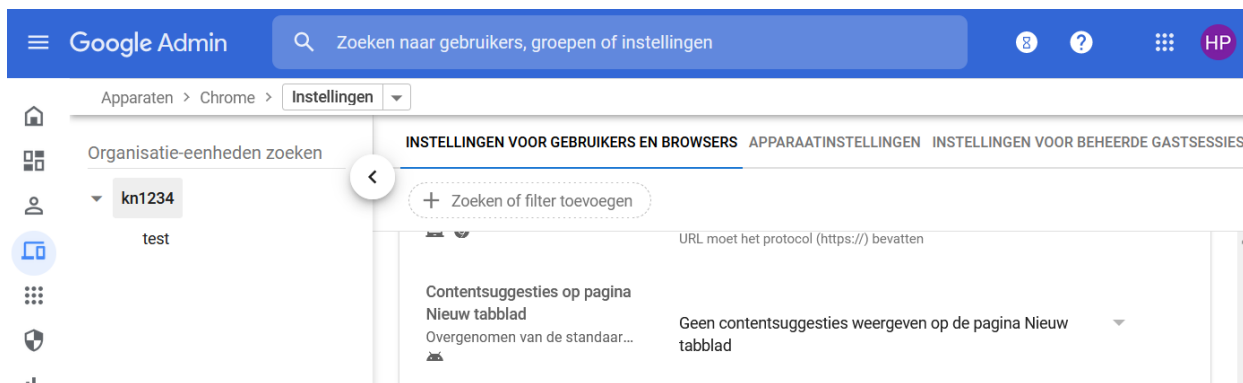 Google Admin
Zoeken naar gebruikers, groepen of instellingen
HP
Apparaten > Chrome > Instellingen
Organisatie-eenheden zoeken
kn1234
test
INSTELLINGEN VOOR GEBRUIKERS EN BROWSERS APPARAATINSTELLINGEN INSTELLINGEN VOOR BEHEERDE GASTSESSIES
+ Zoeken of filter toevoegen
URL moet het protocol (https://) bevatten
Contentsuggesties op pagina
Nieuw tabblad
Overgenomen van de standaar...
Geen contentsuggesties weergeven op de pagina Nieuw
tabblad